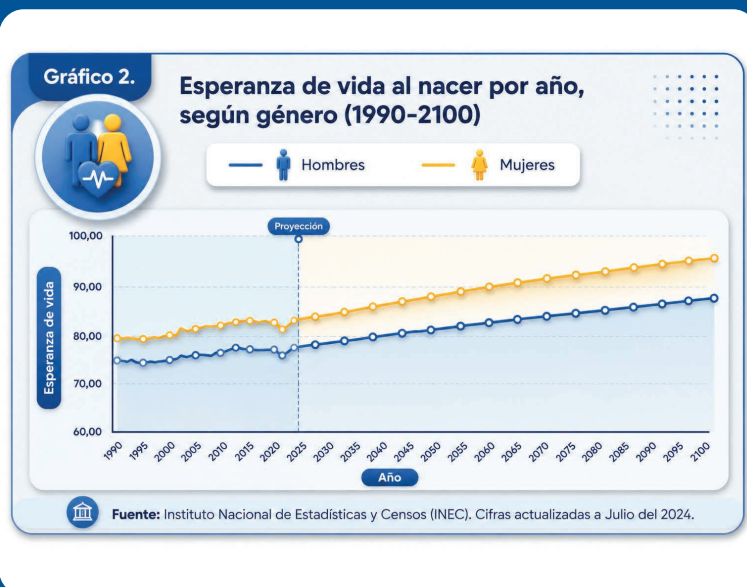 Gráfico 2.
Esperanza de vida al nacer por año,
según género (1990-2100)
Hombres
Mujeres
Proyección
Esperanza de vida
100,00
90,00
80,00
70,00
60,00
1990 1995 2000 2005 2010 2015 2020 2025 2030 2035 2040 2045 2050 2055 2060 2065 2070 2075 2080 2085 2090 2095 2100
Año
Fuente: Instituto Nacional de Estadísticas y Censos (INEC). Cifras actualizadas a Julio del 2024.